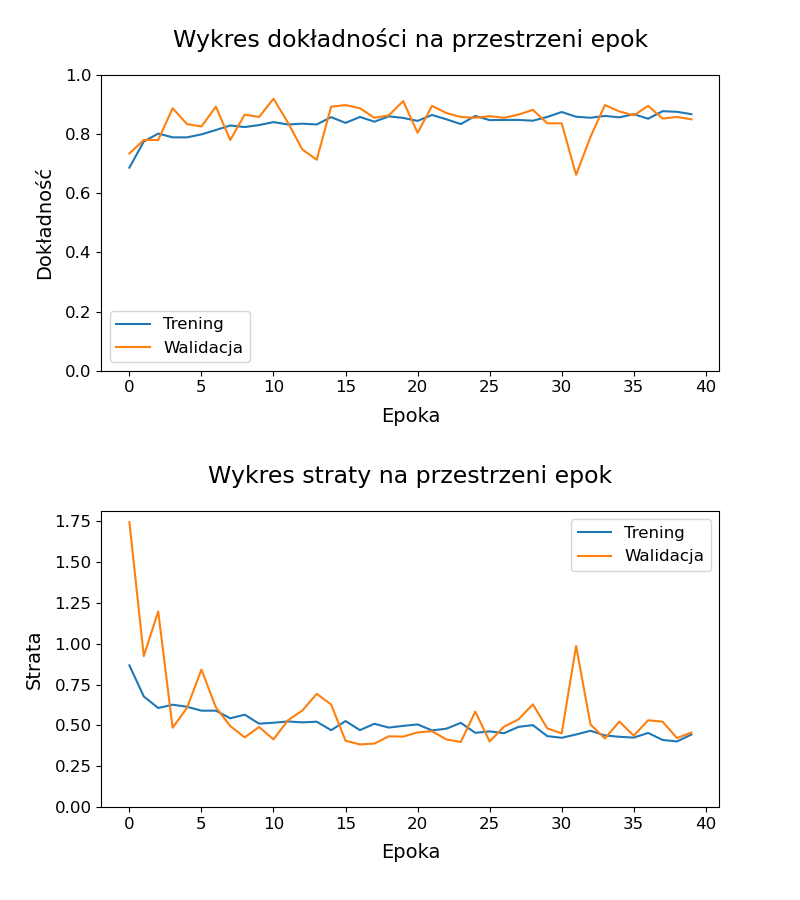 Wykres dokładności na przestrzeni epok
1.0
0.8
0.6
0.4
0.2
0.0
Dokładność
Trening
Walidacja
0 5 10 15 20 25 30 35 40
Epoka
Wykres straty na przestrzeni epok
1.75
1.50
1.25
1.00
0.75
0.50
0.25
0.00
Strata
Trening
Walidacja
0 5 10 15 20 25 30 35 40
Epoka